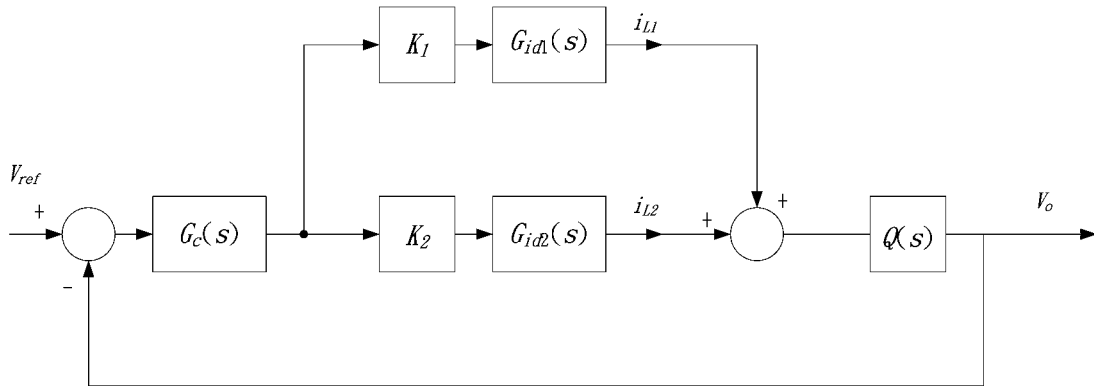 K1 Gid1(s) iL1
+
Vref
+
-
Gc(s)
K2 Gid2(s) iL2
+
Q(s)
Vo